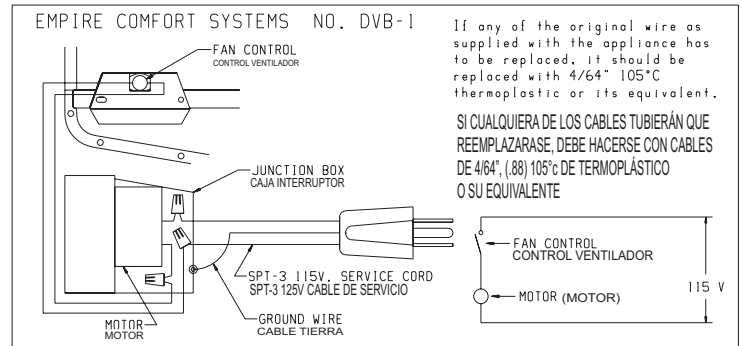 EMPIRE COMFORT SYSTEMS NO. DVB-1
FAN CONTROL
CONTROL VENTILADOR
JUNCTION BOX
CAJA INTERRUPTOR
SPT-3 115V. SERVICE CORD
SPT-3 125V CABLE DE SERVICIO
GROUND WIRE
CABLE TIERRA
MOTOR
MOTOR
If any of the original wire as
supplied with the appliance has
to be replaced, it should be
replaced with 4/64" 105°C
thermoplastic or its equivalent.
SI CUALQUIERA DE LOS CABLES TUBIERÁN QUE
REEMPLAZARASE, DEBE HACERSE CON CABLES
DE 4/64", (.88) 105°c DE TERMOPLÁSTICO
O SU EQUIVALENTE
FAN CONTROL
CONTROL VENTILADOR
MOTOR (MOTOR)
115 V